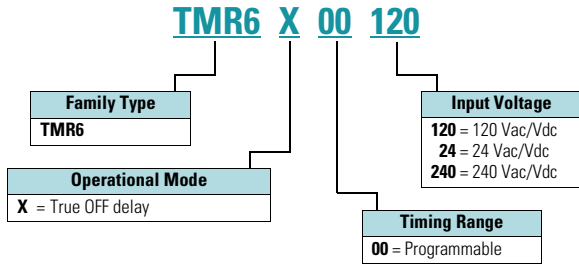 TMR6 X 00 120
Family Type
TMR6
Input Voltage
120 = 120 Vac/Vdc
24 = 24 Vac/Vdc
240 = 240 Vac/Vdc
Operational Mode
X = True OFF delay
Timing Range
00 = Programmable